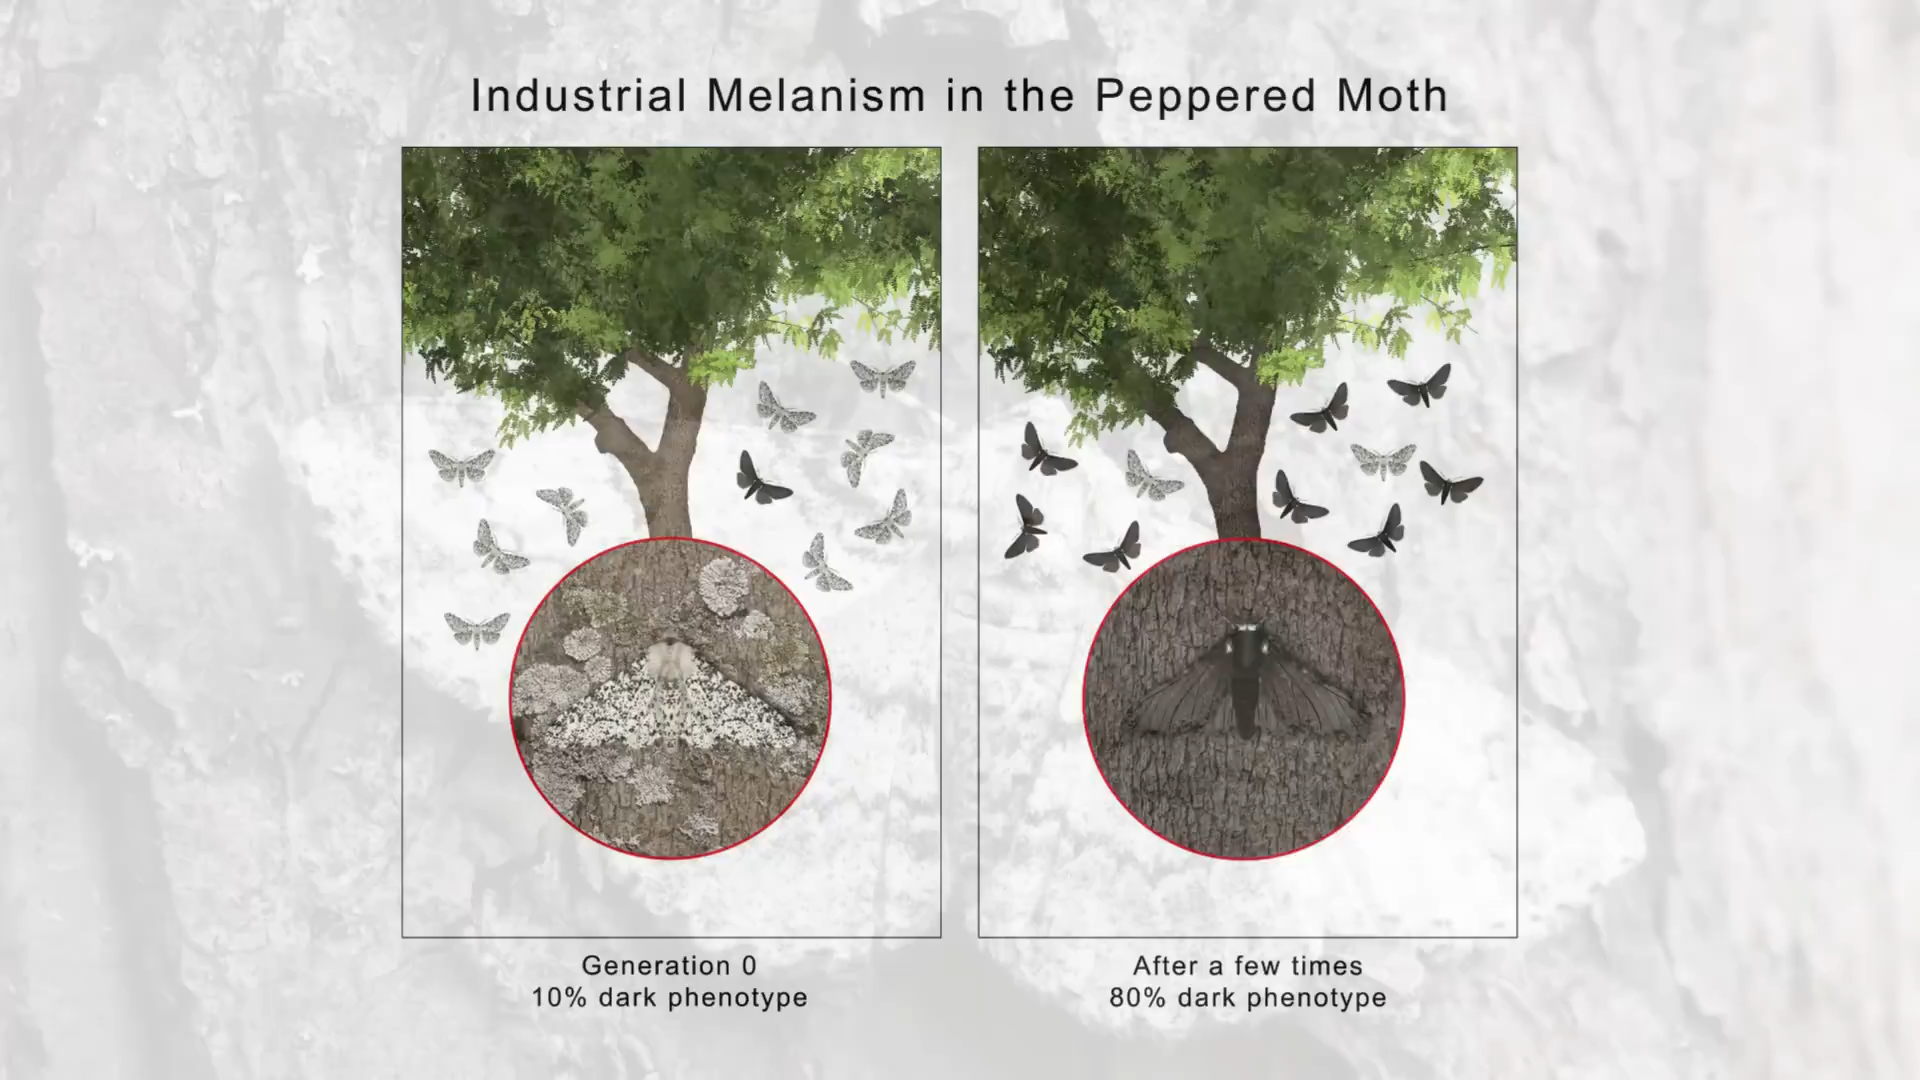 Industrial Melanism in the Peppered Moth
Generation 0
10% dark phenotype
After a few times
80% dark phenotype